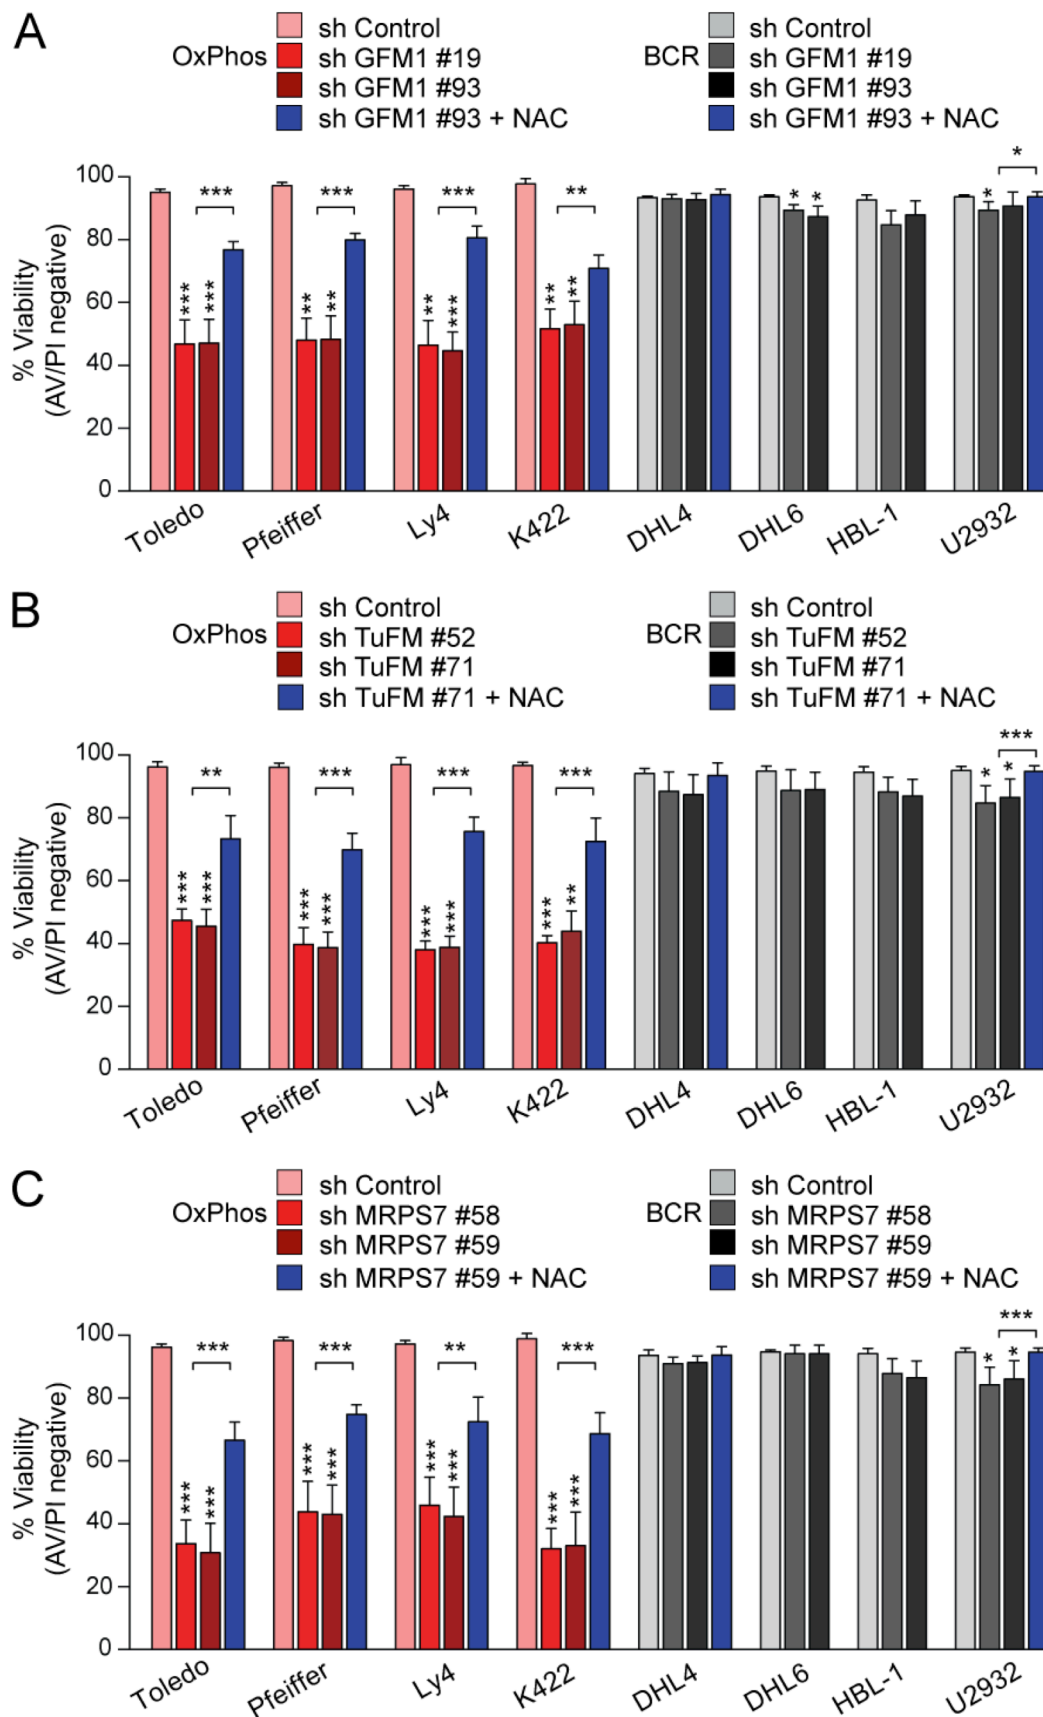 A
OxPhos
sh Control
sh GFM1 #19
sh GFM1 #93
sh GFM1 #93 + NAC
BCR
sh Control
sh GFM1 #19
sh GFM1 #93
sh GFM1 #93 + NAC
% Viability
(AV/PI negative)
100
80
60
40
20
0
*** *** ***
** ** ***
** *** ***
** ** **
* *
* *
Toledo Pfeiffer Ly4 K422 DHL4 DHL6 HBL-1 U2932
B
OxPhos
sh Control
sh TuFM #52
sh TuFM #71
sh TuFM #71 + NAC
BCR
sh Control
sh TuFM #52
sh TuFM #71
sh TuFM #71 + NAC
% Viability
(AV/PI negative)
100
80
60
40
20
0
*** *** **
*** *** ***
*** *** ***
*** ** ***
* * ***
Toledo Pfeiffer Ly4 K422 DHL4 DHL6 HBL-1 U2932
C
OxPhos
sh Control
sh MRPS7 #58
sh MRPS7 #59
sh MRPS7 #59 + NAC
BCR
sh Control
sh MRPS7 #58
sh MRPS7 #59
sh MRPS7 #59 + NAC
% Viability
(AV/PI negative)
100
80
60
40
20
0
*** *** ***
*** *** ***
*** *** **
*** *** ***
* * ***
Toledo Pfeiffer Ly4 K422 DHL4 DHL6 HBL-1 U2932